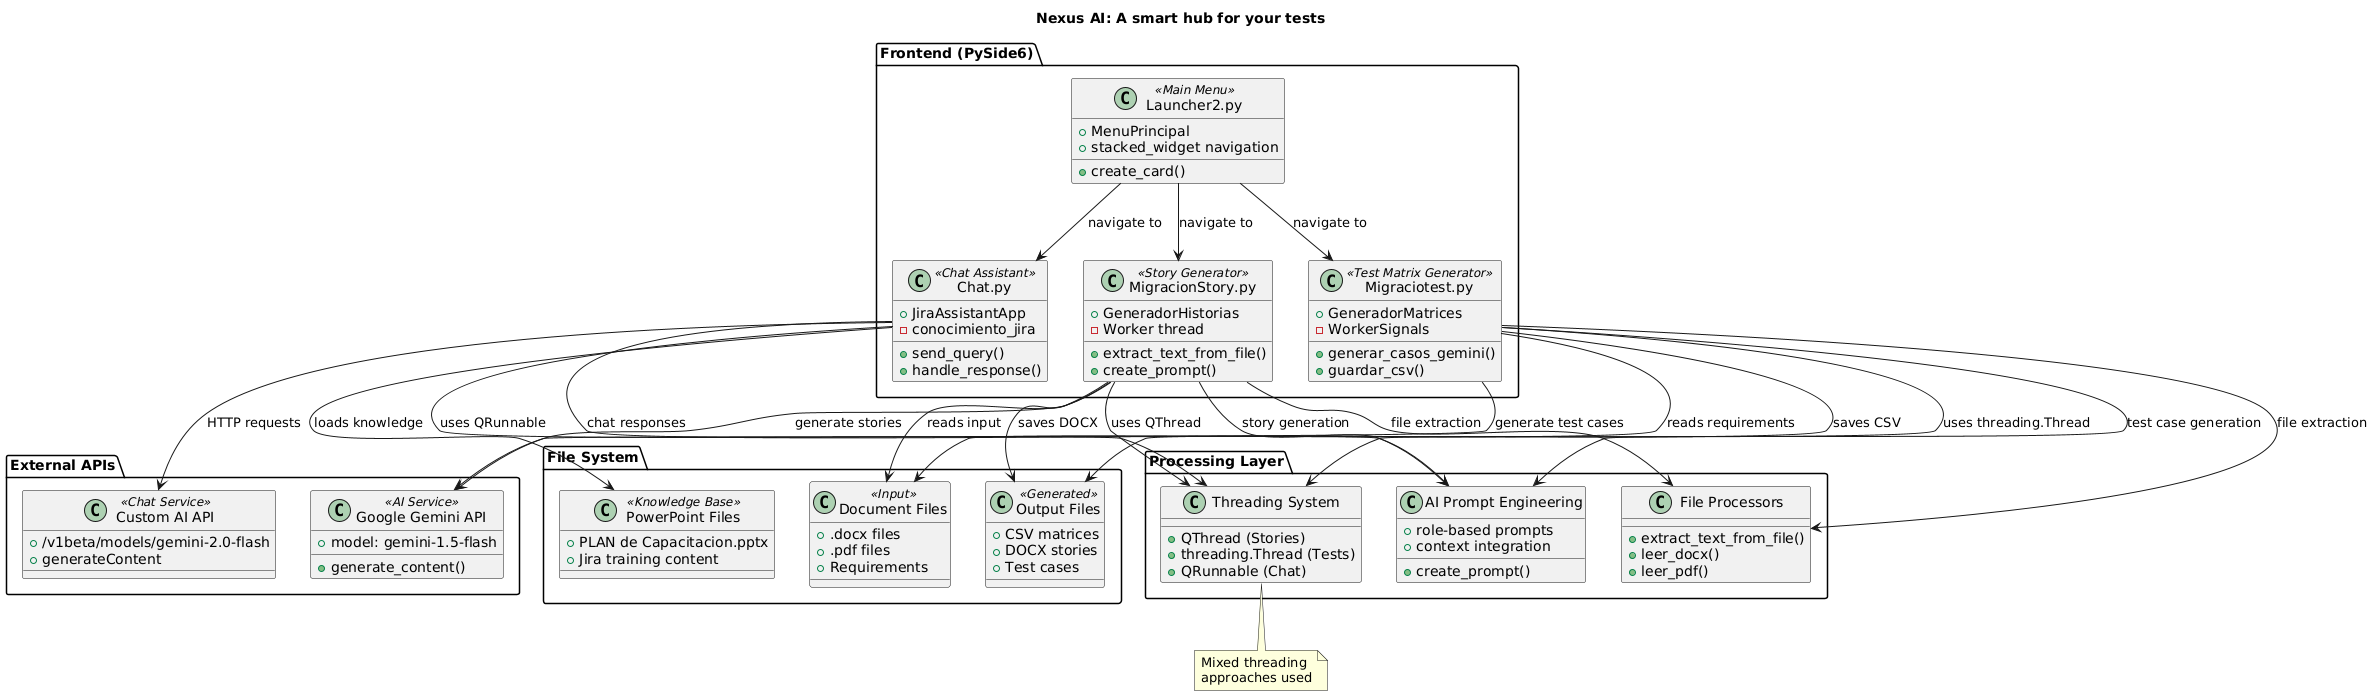 Nexus AI: A smart hub for your tests
Frontend (PySide6)
C
«Main Menu»
Launcher2.py
MenuPrincipal
stacked_widget navigation
create_card()
navigate to
navigate to
navigate to
C
«Chat Assistant»
Chat.py
JiraAssistantApp
conocimiento_jira
send_query()
handle_response()
C
«Story Generator»
MigracionStory.py
GeneradorHistorias
Worker thread
extract_text_from_file()
create_prompt()
C
«Test Matrix Generator»
Migraciotest.py
GeneradorMatrices
WorkerSignals
generar_casos_gemini()
guardar_csv()
HTTP requests
loads knowledge
uses QRunnable
chat responses
generate stories
reads input
saves DOCX
uses QThread
story generation
file extraction
generate test cases
reads requirements
saves CSV
uses threading.Thread
test case generation
file extraction
External APIs
C
«Chat Service»
Custom AI API
/v1beta/models/gemini-2.0-flash
generateContent
C
«AI Service»
Google Gemini API
model: gemini-1.5-flash
generate_content()
File System
C
«Knowledge Base»
PowerPoint Files
PLAN de Capacitacion.pptx
Jira training content
C
«Input»
Document Files
.docx files
.pdf files
Requirements
C
«Generated»
Output Files
CSV matrices
DOCX stories
Test cases
Processing Layer
C
Threading System
QThread (Stories)
threading.Thread (Tests)
QRunnable (Chat)
C
AI Prompt Engineering
role-based prompts
context integration
create_prompt()
C
File Processors
extract_text_from_file()
leer_docx()
leer_pdf()
Mixed threading
approaches used